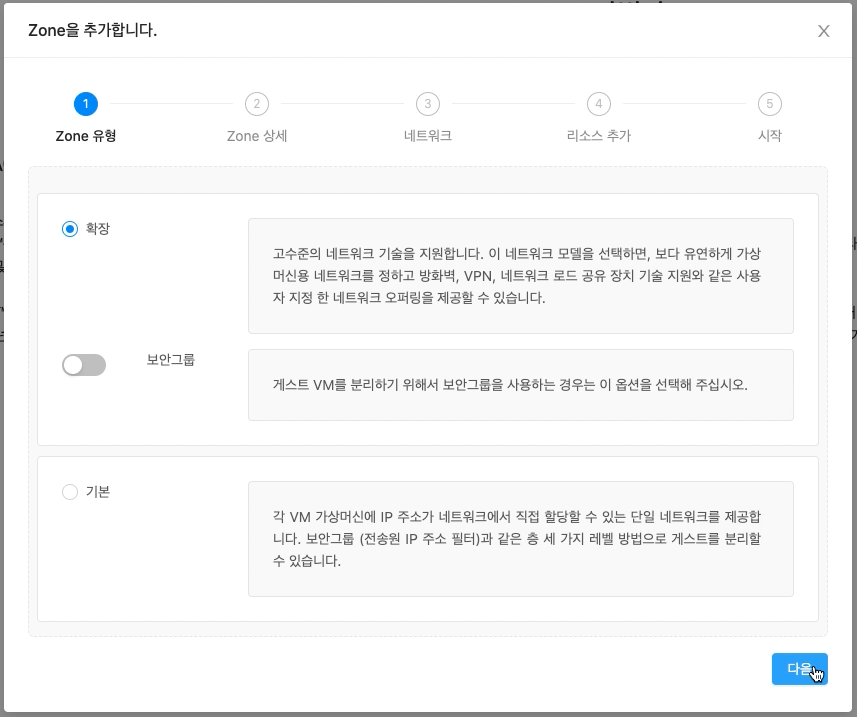 Zone을 추가합니다.
1
2
3
4
5
Zone 유형
Zone 상세
네트워크
리소스 추가
시작
확장
고수준의 네트워크 기술을 지원합니다. 이 네트워크 모델을 선택하면, 보다 유연하게 가상
머신용 네트워크를 정하고 방화벽, VPN, 네트워크 로드 공유 장치 기술 지원와 같은 사용
자 지정 한 네트워크 오퍼링을 제공할 수 있습니다.
보안그룹
게스트 VM를 분리하기 위해서 보안그룹을 사용하는 경우는 이 옵션을 선택해 주십시오.
기본
각 VM 가상머신에 IP 주소가 네트워크에서 직접 할당할 수 있는 단일 네트워크를 제공합
니다. 보안그룹 (전송원 IP 주소 필터)과 같은 층 세 가지 레벨 방법으로 게스트를 분리할
수 있습니다.
다음